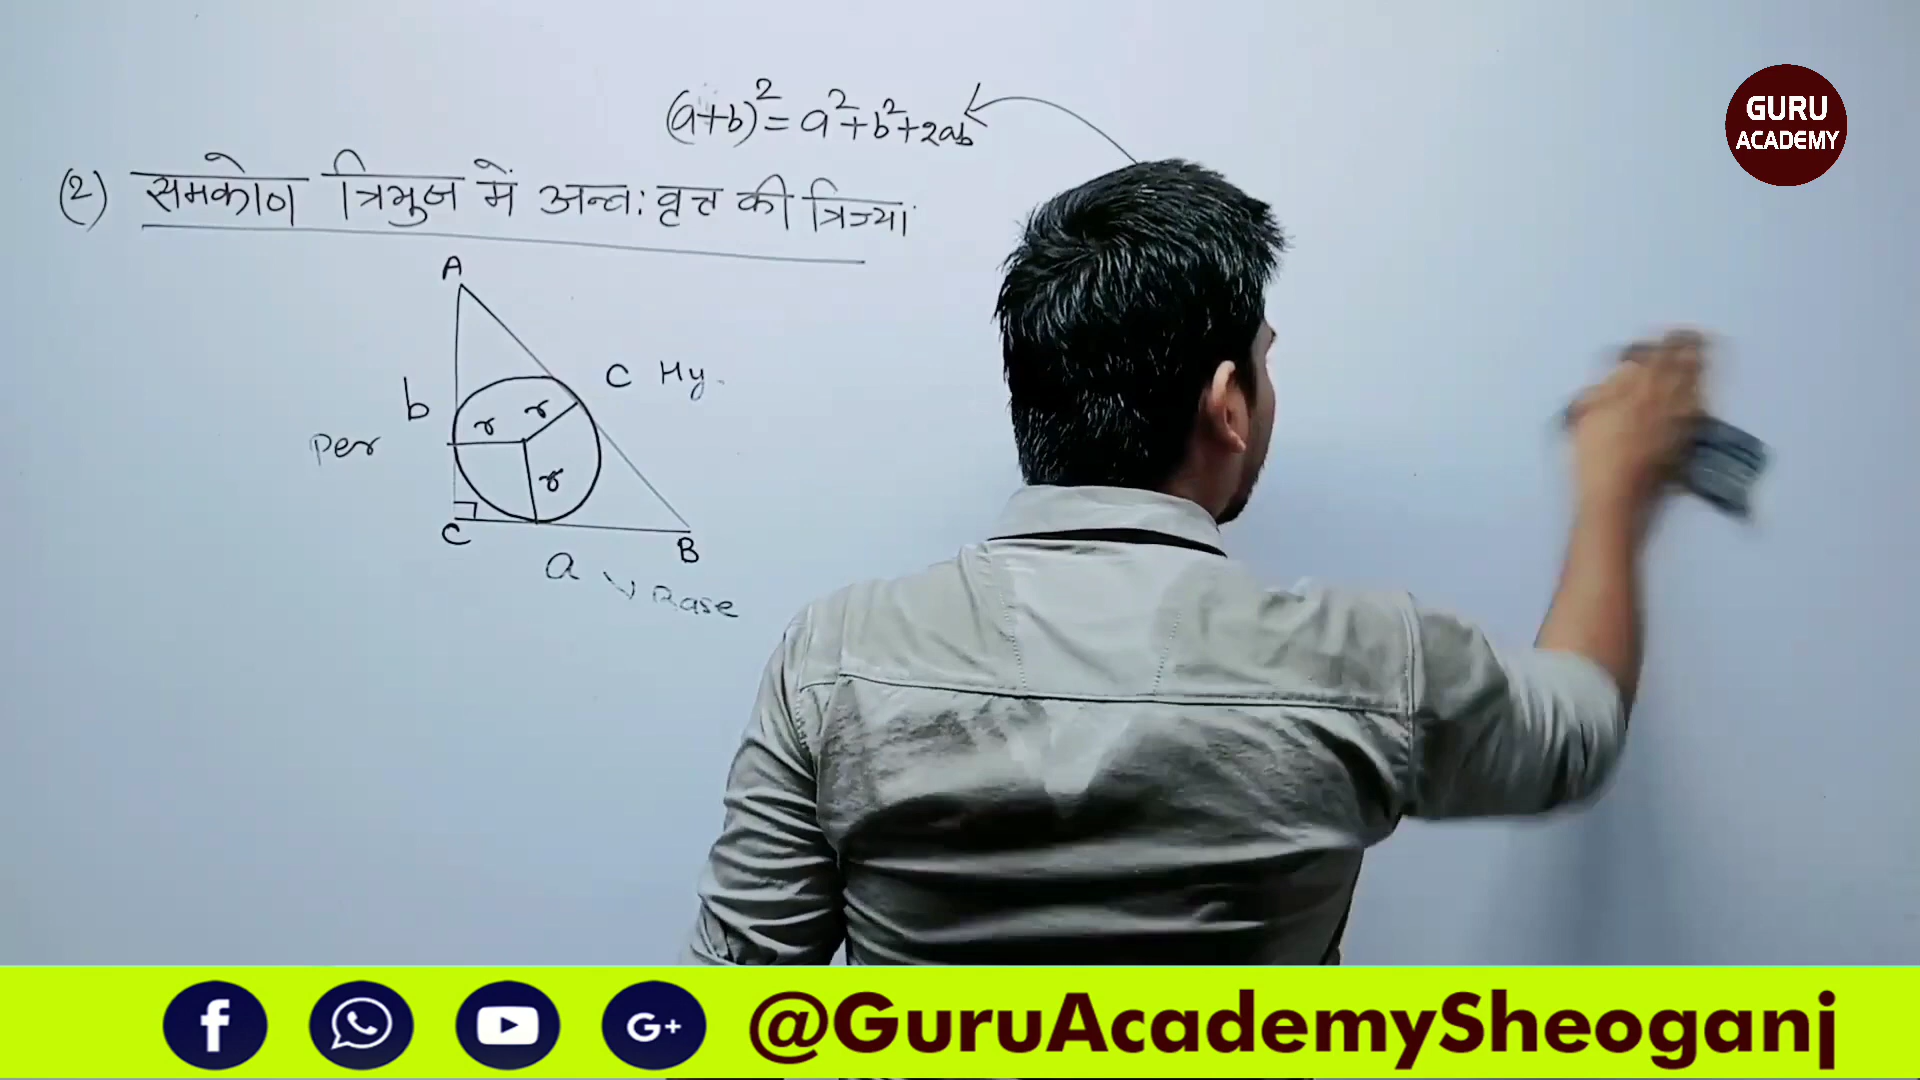 (a+b)² = a²+b²+2ab
(2) समकोण त्रिभुज में अन्तः वृत्त की त्रिज्या
A
b
c Hy.
r
r
Per
r
C
B
a
Base
GURU
ACADEMY
@GuruAcademySheoganj